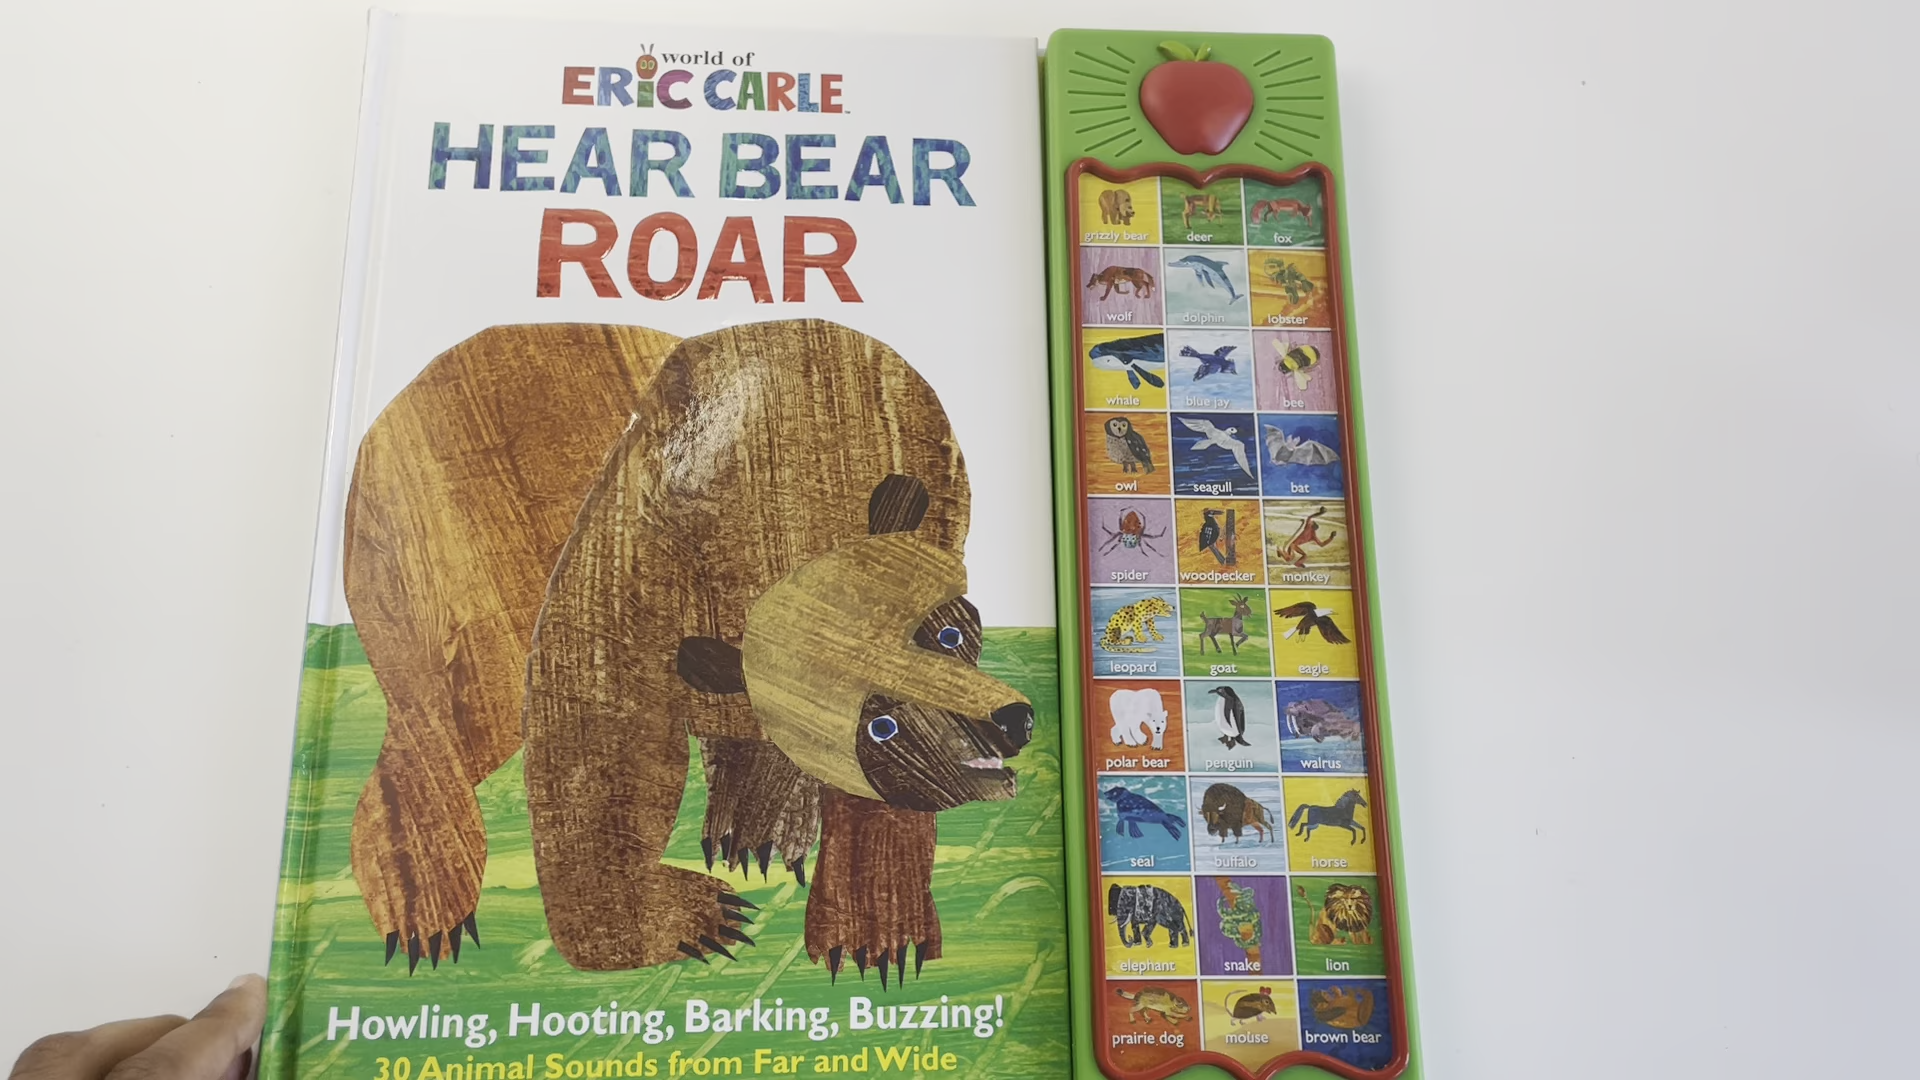 world of
ERIC CARLE™
HEAR BEAR
ROAR
Howling, Hooting, Barking, Buzzing!
30 Animal Sounds from Far and Wide
grizzly bear deer fox
wolf dolphin lobster
whale blue jay bee
owl seagull bat
spider woodpecker monkey
leopard goat eagle
polar bear penguin walrus
seal buffalo horse
elephant snake lion
prairie dog mouse brown bear